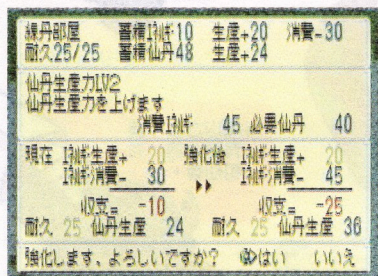 練丹部屋 蓄積ｴﾈﾙｷﾞ10 生産+20 消費-30
耐久25/25 蓄積仙丹48 生産+24
仙丹生産力LV2
仙丹生産力を上げます
消費ｴﾈﾙｷﾞ 45 必要仙丹 40
現在 ｴﾈﾙｷﾞ生産+ 20 強化後 ｴﾈﾙｷﾞ生産+ 20
ｴﾈﾙｷﾞ消費- 30 ▶▶ ｴﾈﾙｷﾞ消費- 45
収支= -10 収支= -25
耐久 25 仙丹生産 24 耐久 25 仙丹生産 36
強化します、よろしいですか? はい いいえ